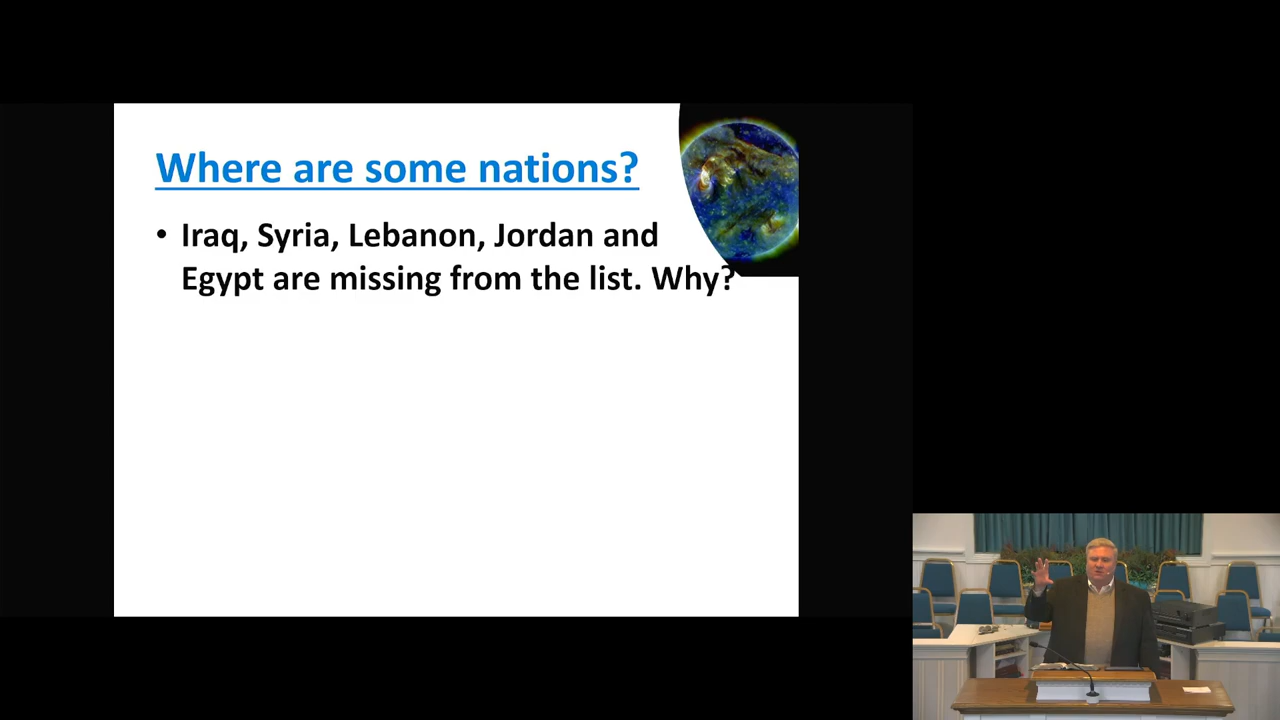 Where are some nations?
• Iraq, Syria, Lebanon, Jordan and
Egypt are missing from the list. Why?